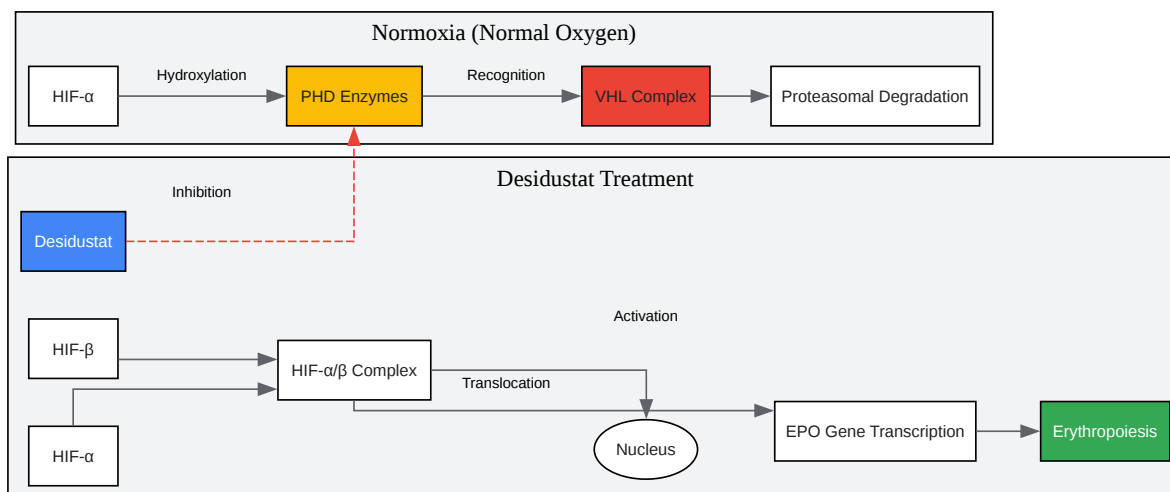 Normoxia (Normal Oxygen)
HIF-α
Hydroxylation
PHD Enzymes
Recognition
VHL Complex
Proteasomal Degradation
Desidustat Treatment
Inhibition
Desidustat
HIF-β
HIF-α
HIF-α/β Complex
Activation
Translocation
Nucleus
EPO Gene Transcription
Erythropoiesis